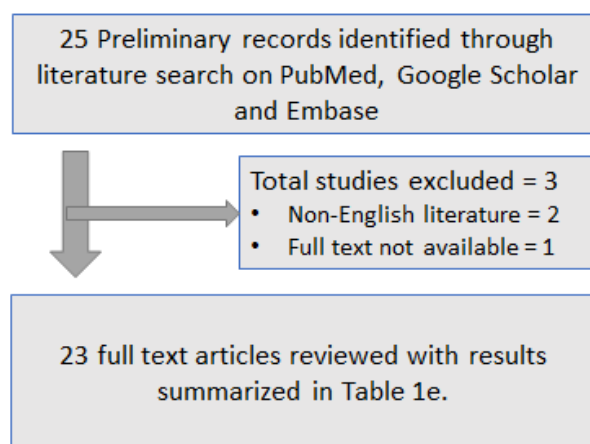 25 Preliminary records identified through
literature search on PubMed, Google Scholar
and Embase
Total studies excluded = 3
• Non-English literature = 2
• Full text not available = 1
23 full text articles reviewed with results
summarized in Table 1e.